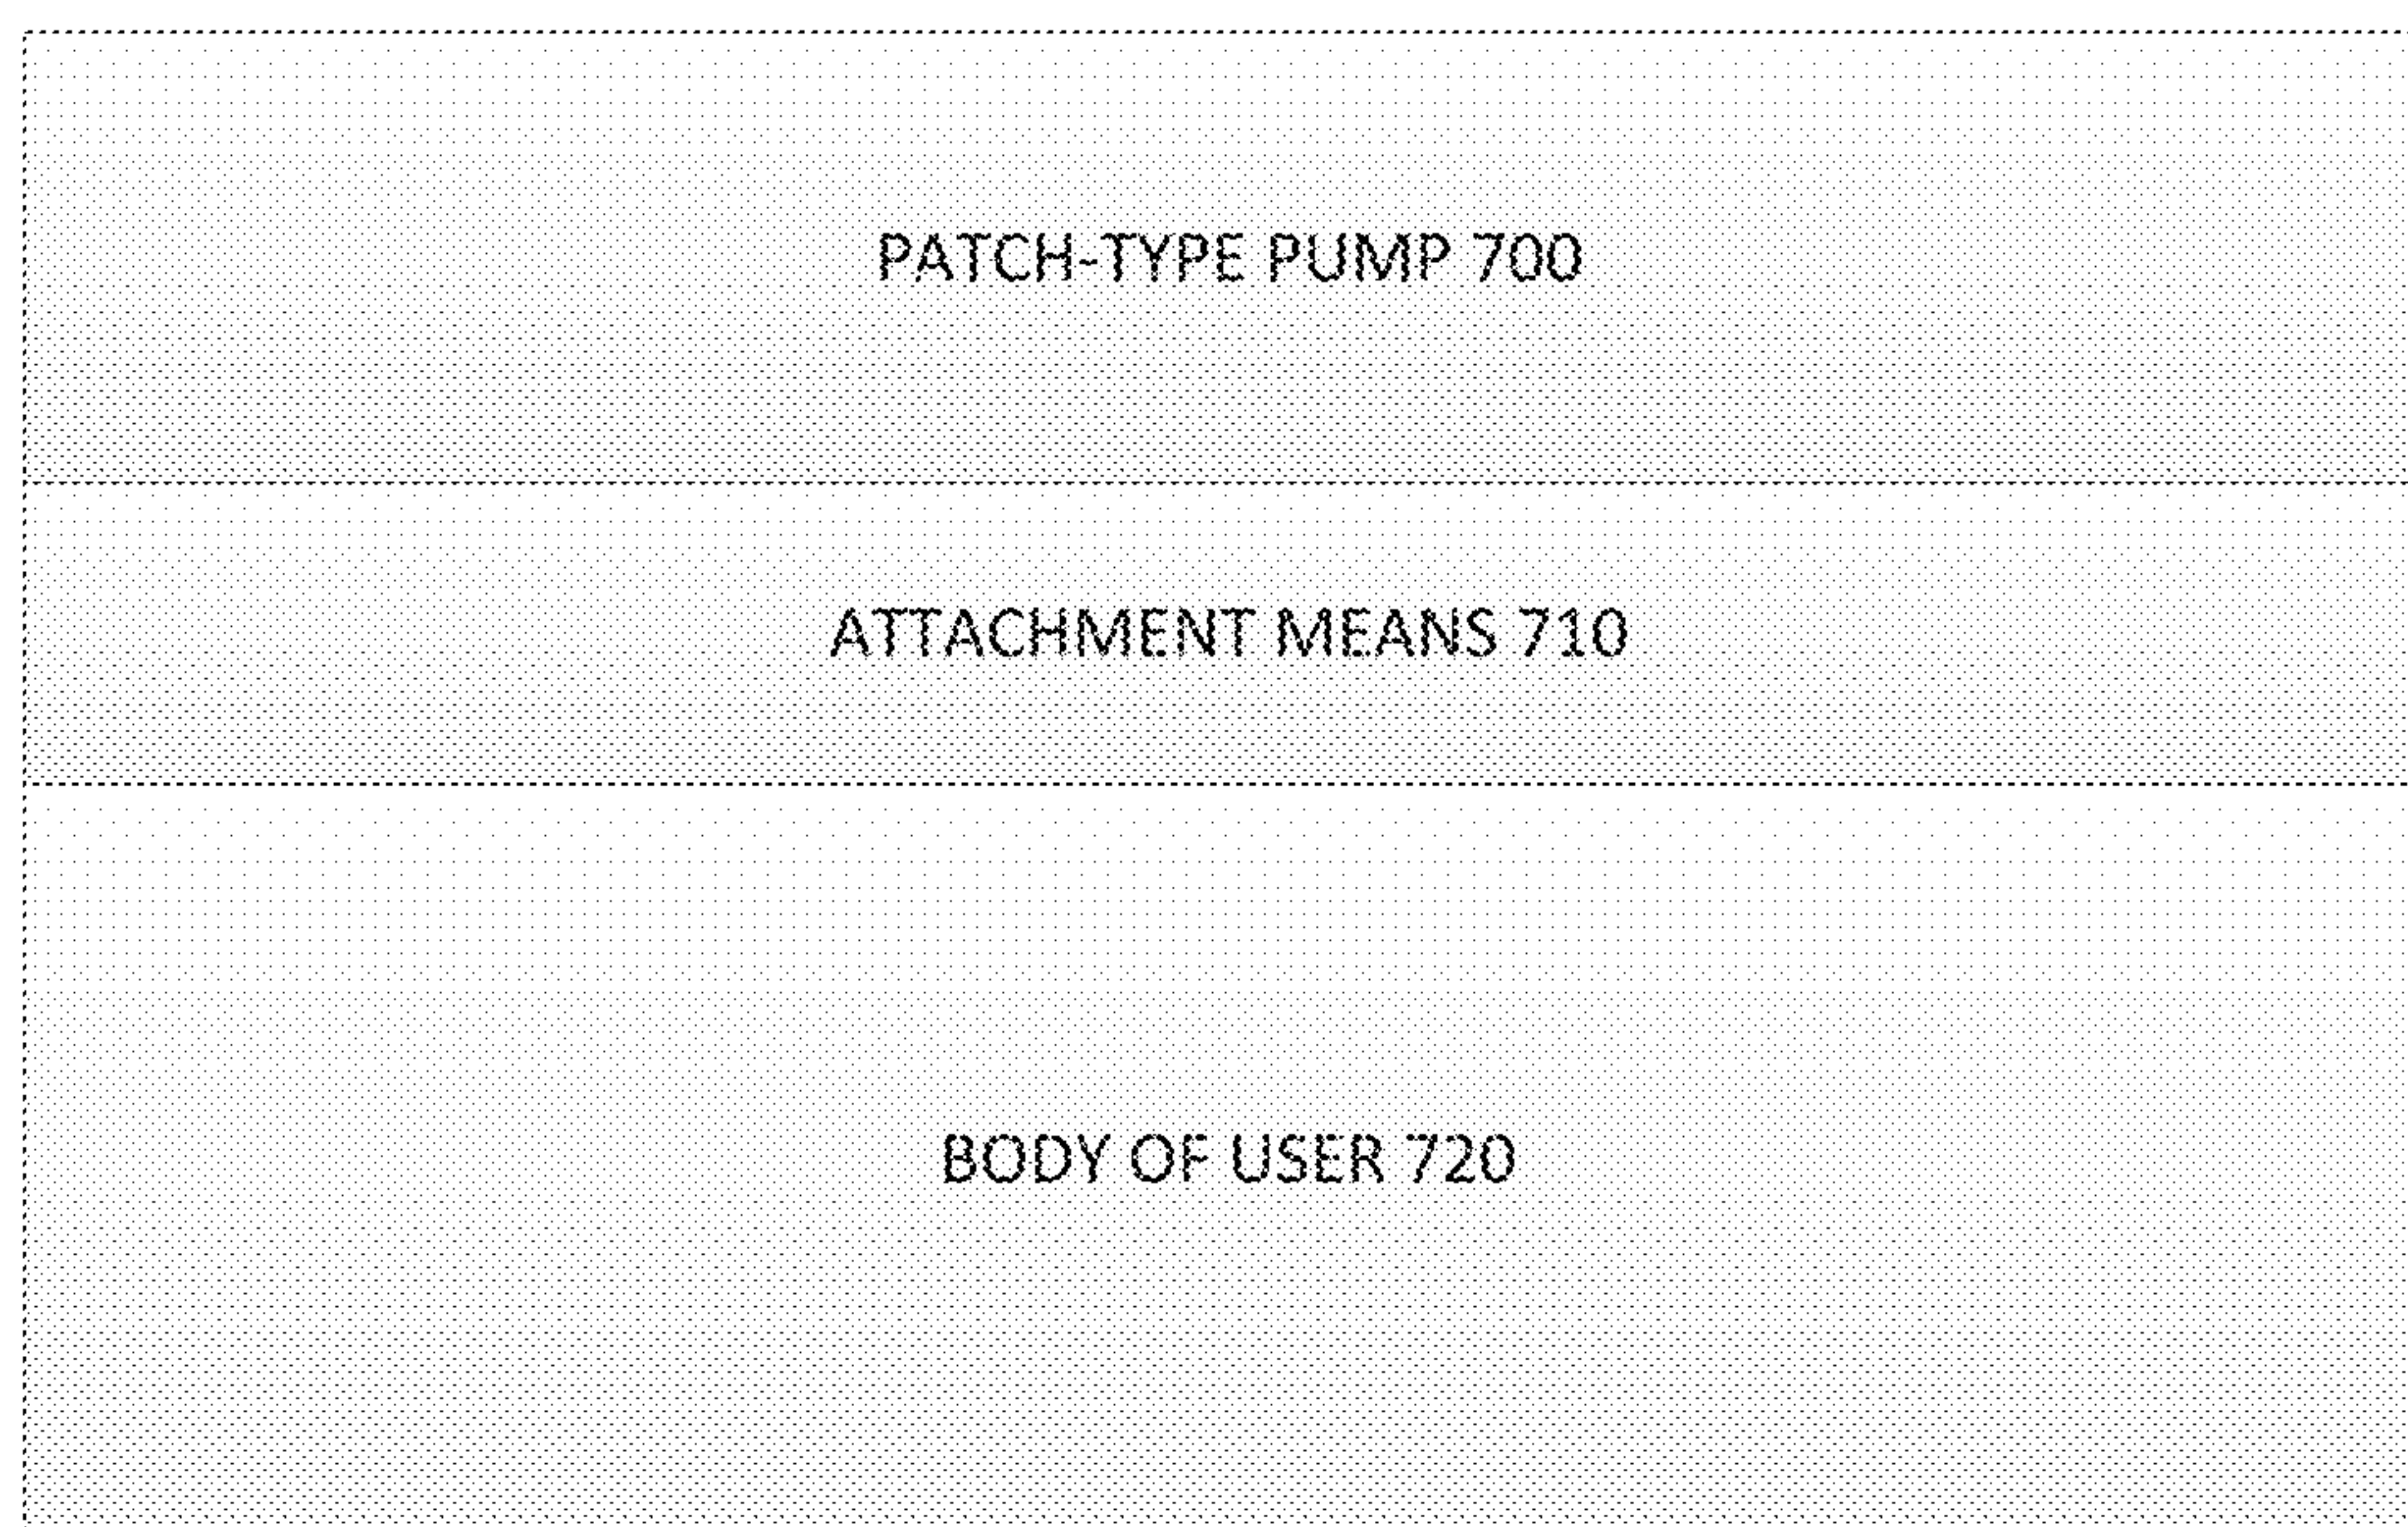 PATCH-TYPE PUMP 700
ATTACHMENT MEANS 710
BODY OF USER 720